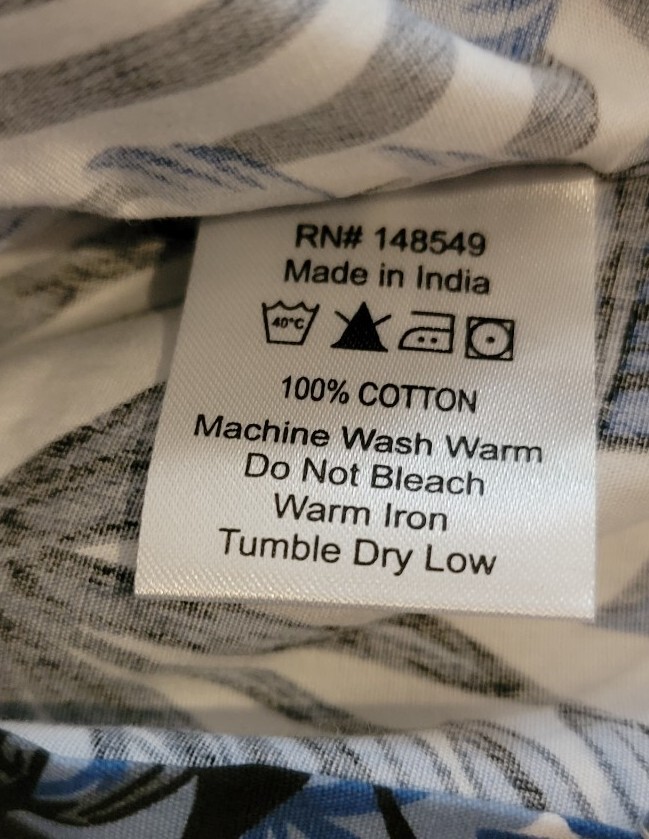 RN# 148549
Made in India
40°C
100% COTTON
Machine Wash Warm
Do Not Bleach
Warm Iron
Tumble Dry Low